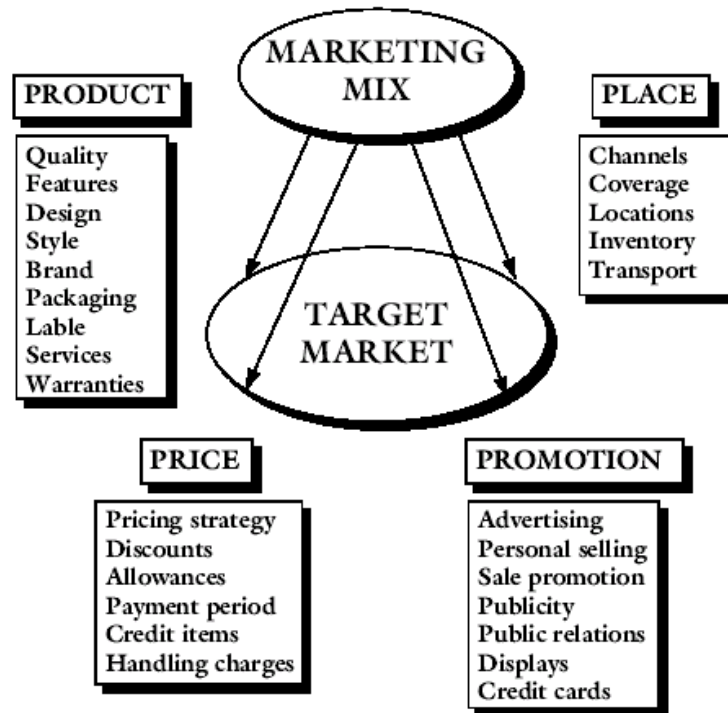 MARKETING
MIX
PRODUCT
Quality
Features
Design
Style
Brand
Packaging
Lable
Services
Warranties
PLACE
Channels
Coverage
Locations
Inventory
Transport
TARGET
MARKET
PRICE
Pricing strategy
Discounts
Allowances
Payment period
Credit items
Handling charges
PROMOTION
Advertising
Personal selling
Sale promotion
Publicity
Public relations
Displays
Credit cards